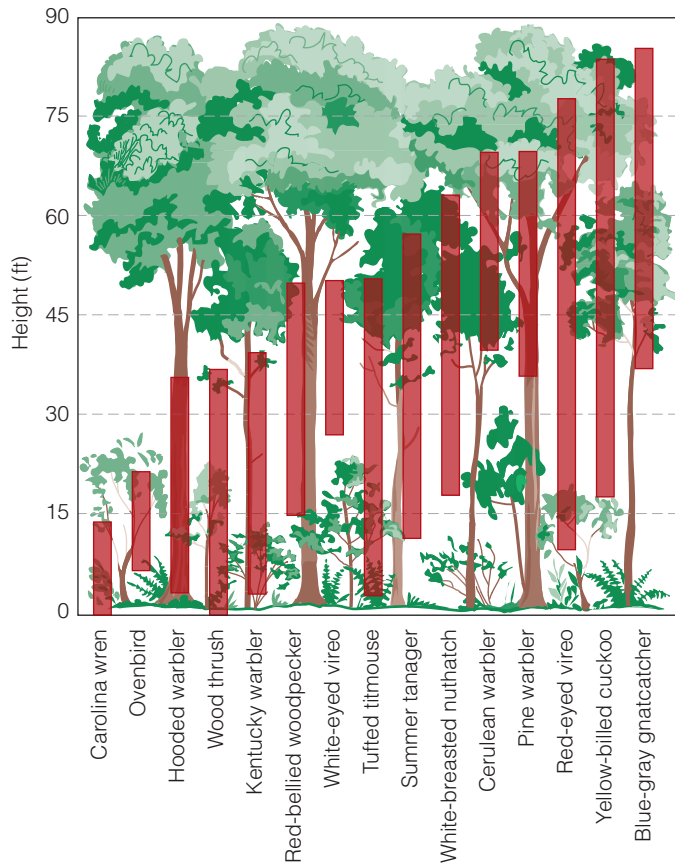 90
75
60
45
30
15
0
Height (ft)
Carolina wren
Ovenbird
Hooded warbler
Wood thrush
Kentucky warbler
Red-bellied woodpecker
White-eyed vireo
Tufted titmouse
Summer tanager
White-breasted nuthatch
Cerulean warbler
Pine warbler
Red-eyed vireo
Yellow-billed cuckoo
Blue-gray gnatcatcher